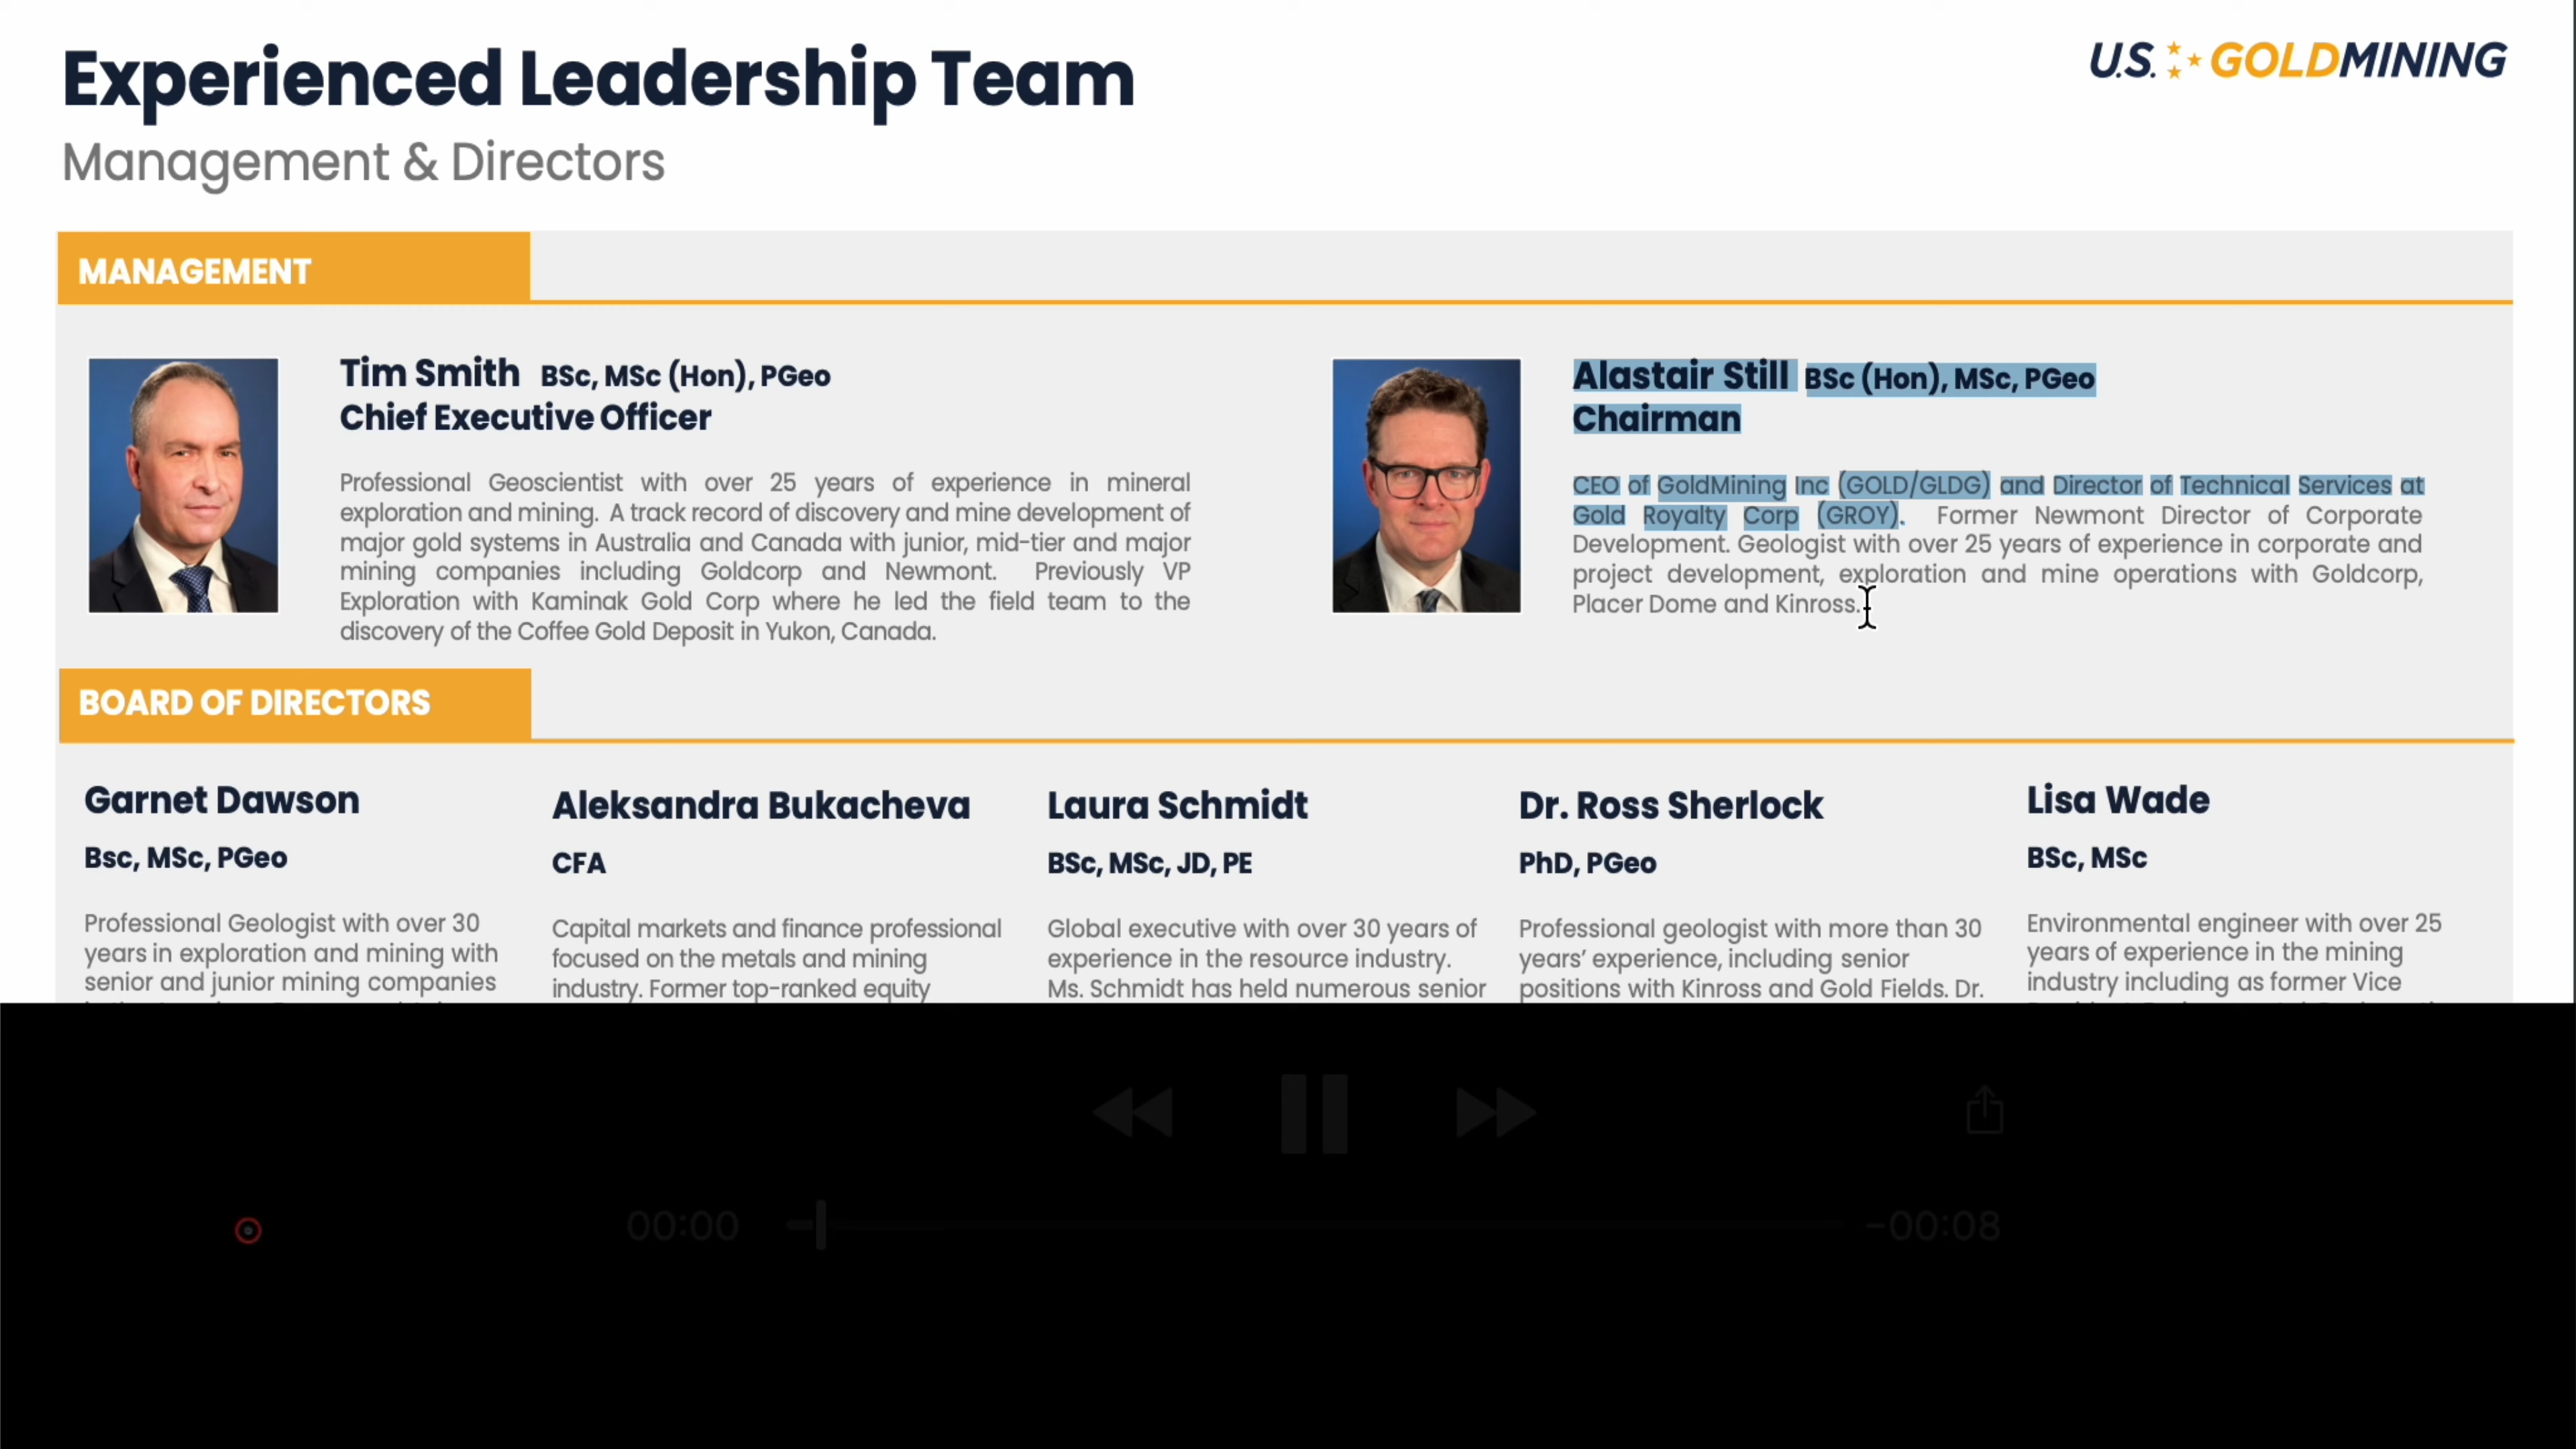 Experienced Leadership Team
U.S. GOLDMINING
Management & Directors
MANAGEMENT
Tim Smith BSc, MSc (Hon), PGeo
Chief Executive Officer
Professional Geoscientist with over 25 years of experience in mineral
exploration and mining. A track record of discovery and mine development of
major gold systems in Australia and Canada with junior, mid-tier and major
mining companies including Goldcorp and Newmont. Previously VP
Exploration with Kaminak Gold Corp where he led the field team to the
discovery of the Coffee Gold Deposit in Yukon, Canada.
Alastair Still BSc (Hon), MSc, PGeo
Chairman
CEO of GoldMining Inc (GOLD/GLDG) and Director of Technical Services at
Gold Royalty Corp (GROY). Former Newmont Director of Corporate
Development. Geologist with over 25 years of experience in corporate and
project development, exploration and mine operations with Goldcorp,
Placer Dome and Kinross.
BOARD OF DIRECTORS
Garnet Dawson
Bsc, MSc, PGeo
Professional Geologist with over 30
years in exploration and mining with
senior and junior mining companies
Aleksandra Bukacheva
CFA
Capital markets and finance professional
focused on the metals and mining
industry. Former top-ranked equity
Laura Schmidt
BSc, MSc, JD, PE
Global executive with over 30 years of
experience in the resource industry.
Ms. Schmidt has held numerous senior
Dr. Ross Sherlock
PhD, PGeo
Professional geologist with more than 30
years’ experience, including senior
positions with Kinross and Gold Fields. Dr.
Lisa Wade
BSc, MSc
Environmental engineer with over 25
years of experience in the mining
industry including as former Vice
00:00
-00:08